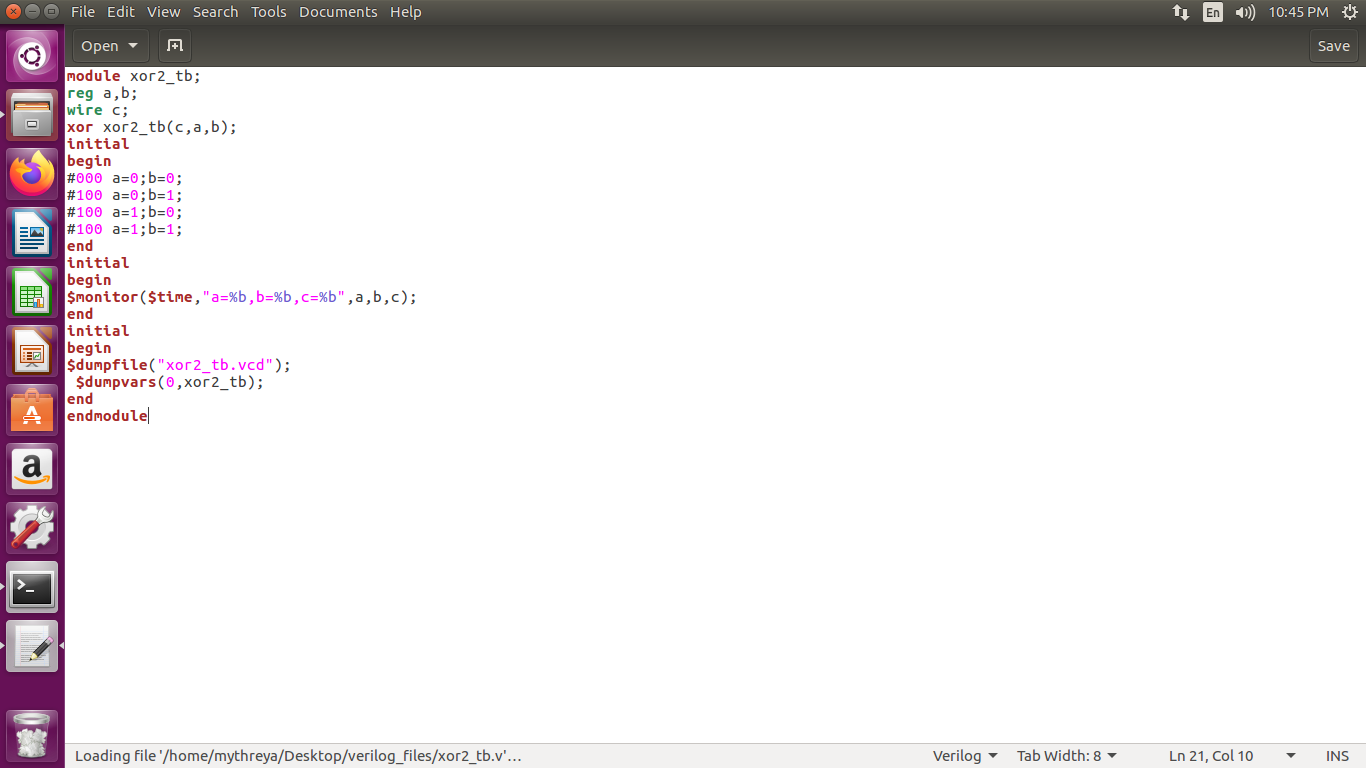 File Edit View Search Tools Documents Help
En 10:45 PM
Open Save
module xor2_tb;
reg a,b;
wire c;
xor xor2_tb(c,a,b);
initial
begin
#000 a=0;b=0;
#100 a=0;b=1;
#100 a=1;b=0;
#100 a=1;b=1;
end
initial
begin
$monitor($time,"a=%b,b=%b,c=%b",a,b,c);
end
initial
begin
$dumpfile("xor2_tb.vcd");
 $dumpvars(0,xor2_tb);
end
endmodule
Loading file '/home/mythreya/Desktop/verilog_files/xor2_tb.v'… Verilog Tab Width: 8 Ln 21, Col 10 INS